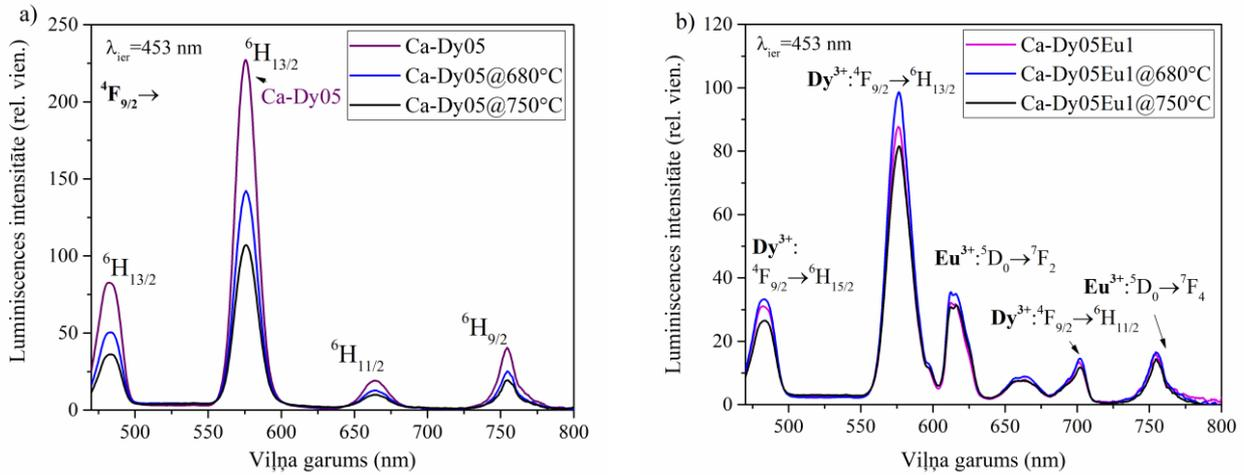 a)
λier=453 nm
⁴F9/2→
⁶H13/2
Ca-Dy05
Ca-Dy05
Ca-Dy05@680°C
Ca-Dy05@750°C
⁶H13/2
⁶H11/2
⁶H9/2
Luminiscences intensitāte (rel. vien.)
250
200
150
100
50
0
500 550 600 650 700 750 800
Viļņa garums (nm)
b)
λier=453 nm
Ca-Dy05Eu1
Ca-Dy05Eu1@680°C
Ca-Dy05Eu1@750°C
Dy³⁺:⁴F9/2→⁶H13/2
Dy³⁺:
⁴F9/2→⁶H15/2
Eu³⁺:⁵D0→⁷F2
Eu³⁺:⁵D0→⁷F4
Dy³⁺:⁴F9/2→⁶H11/2
Luminiscences intensitāte (rel. vien.)
120
100
80
60
40
20
0
500 550 600 650 700 750 800
Viļņa garums (nm)